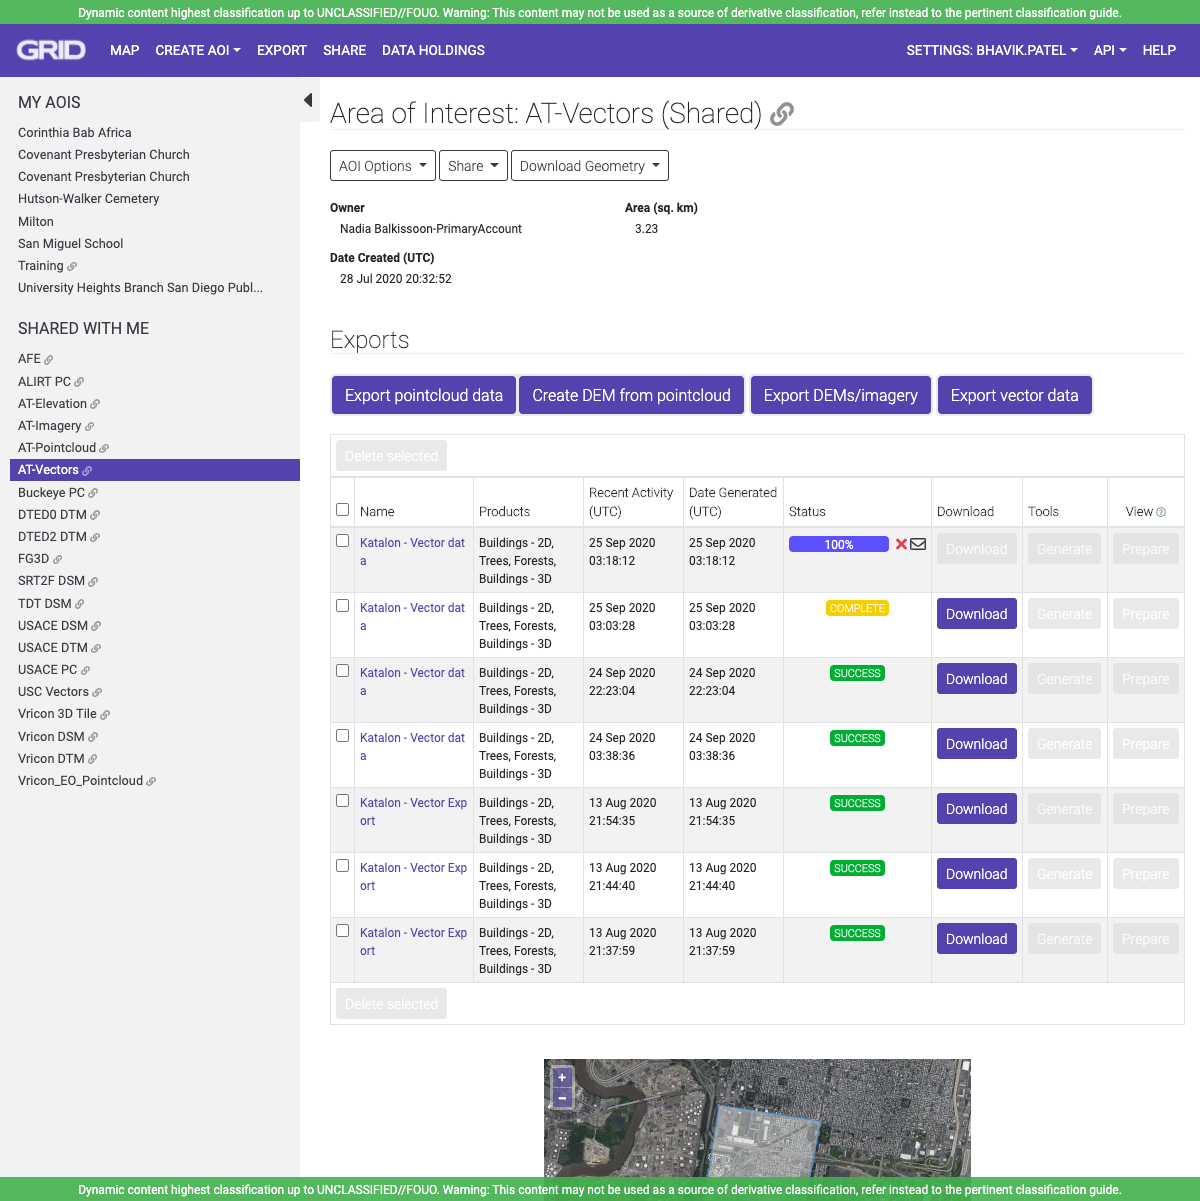 Dynamic content highest classification up to UNCLASSIFIED//FOUO. Warning: This content may not be used as a source of derivative classification, refer instead to the pertinent classification guide.
GRID MAP CREATE AOI EXPORT SHARE DATA HOLDINGS SETTINGS: BHAVIK.PATEL API HELP
MY AOIS
Corinthia Bab Africa
Covenant Presbyterian Church
Covenant Presbyterian Church
Hutson-Walker Cemetery
Milton
San Miguel School
Training
University Heights Branch San Diego Publ...
SHARED WITH ME
AFE
ALIRT PC
AT-Elevation
AT-Imagery
AT-Pointcloud
AT-Vectors
Buckeye PC
DTED0 DTM
DTED2 DTM
FG3D
SRT2F DSM
TDT DSM
USACE DSM
USACE DTM
USACE PC
USC Vectors
Vricon 3D Tile
Vricon DSM
Vricon DTM
Vricon_EO_Pointcloud
Area of Interest: AT-Vectors (Shared)
AOI Options Share Download Geometry
Owner Area (sq. km)
Nadia Balkissoon-PrimaryAccount 3.23
Date Created (UTC)
28 Jul 2020 20:32:52
Exports
Export pointcloud data Create DEM from pointcloud Export DEMs/imagery Export vector data
Delete selected
Recent Activity Date Generated
Name Products (UTC) (UTC) Status Download Tools View ?
Katalon - Vector dat Buildings - 2D, 25 Sep 2020 25 Sep 2020 100% Download Generate Prepare
a Trees, Forests, 03:18:12 03:18:12
Buildings - 3D
Katalon - Vector dat Buildings - 2D, 25 Sep 2020 25 Sep 2020 COMPLETE Download Generate Prepare
a Trees, Forests, 03:03:28 03:03:28
Buildings - 3D
Katalon - Vector dat Buildings - 2D, 24 Sep 2020 24 Sep 2020 SUCCESS Download Generate Prepare
a Trees, Forests, 22:23:04 22:23:04
Buildings - 3D
Katalon - Vector dat Buildings - 2D, 24 Sep 2020 24 Sep 2020 SUCCESS Download Generate Prepare
a Trees, Forests, 03:38:36 03:38:36
Buildings - 3D
Katalon - Vector Exp Buildings - 2D, 13 Aug 2020 13 Aug 2020 SUCCESS Download Generate Prepare
ort Trees, Forests, 21:54:35 21:54:35
Buildings - 3D
Katalon - Vector Exp Buildings - 2D, 13 Aug 2020 13 Aug 2020 SUCCESS Download Generate Prepare
ort Trees, Forests, 21:44:40 21:44:40
Buildings - 3D
Katalon - Vector Exp Buildings - 2D, 13 Aug 2020 13 Aug 2020 SUCCESS Download Generate Prepare
ort Trees, Forests, 21:37:59 21:37:59
Buildings - 3D
Delete selected
+
−
Dynamic content highest classification up to UNCLASSIFIED//FOUO. Warning: This content may not be used as a source of derivative classification, refer instead to the pertinent classification guide.